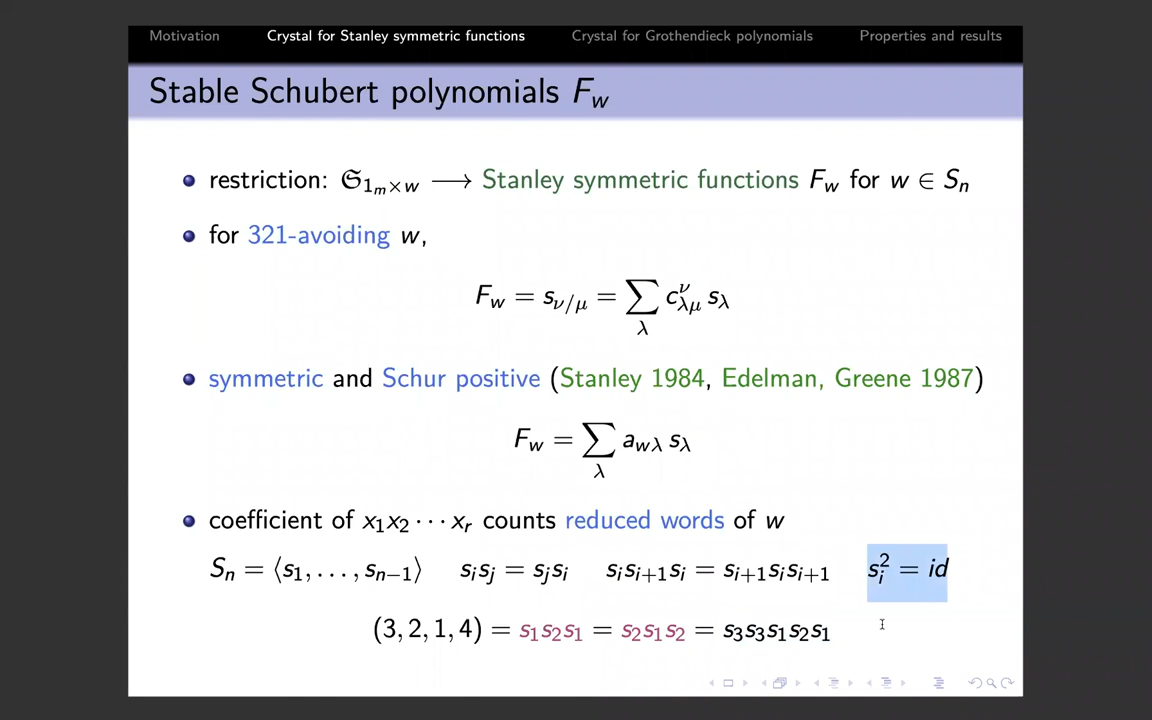 Motivation Crystal for Stanley symmetric functions Crystal for Grothendieck polynomials Properties and results
Stable Schubert polynomials F_w
restriction: 𝔖_{1_m×w} ⟶ Stanley symmetric functions F_w for w ∈ S_n
for 321-avoiding w,
F_w = s_{ν/μ} = ∑_λ c^ν_{λμ} s_λ
symmetric and Schur positive (Stanley 1984, Edelman, Greene 1987)
F_w = ∑_λ a_{wλ} s_λ
coefficient of x_1x_2 ⋯ x_r counts reduced words of w
S_n = ⟨s_1, . . . , s_{n−1}⟩ s_is_j = s_js_i s_is_{i+1}s_i = s_{i+1}s_is_{i+1} s_i^2 = id
(3, 2, 1, 4) = s_1s_2s_1 = s_2s_1s_2 = s_3s_3s_1s_2s_1